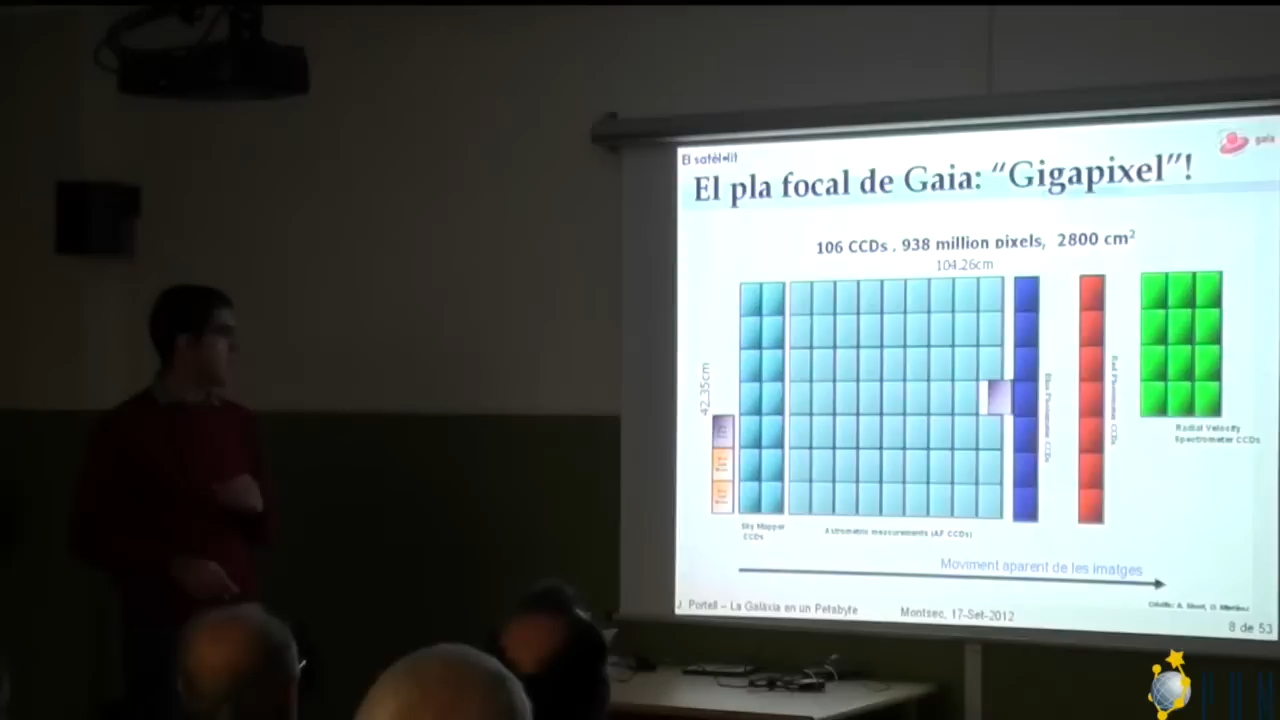 El satèl•lit
gaia
El pla focal de Gaia: “Gigapixel”!
106 CCDs , 938 million pixels, 2800 cm²
104.26cm
42.35cm
Blue Photometer CCDs
Red Photometer CCDs
Radial Velocity
Spectrometer CCDs
Sky Mapper
CCDs
Astrometric measurements (AF CCDs)
Moviment aparent de les imatges
J. Portell – La Galàxia en un Petabyte
Montsec, 17-Set-2012
8 de 53